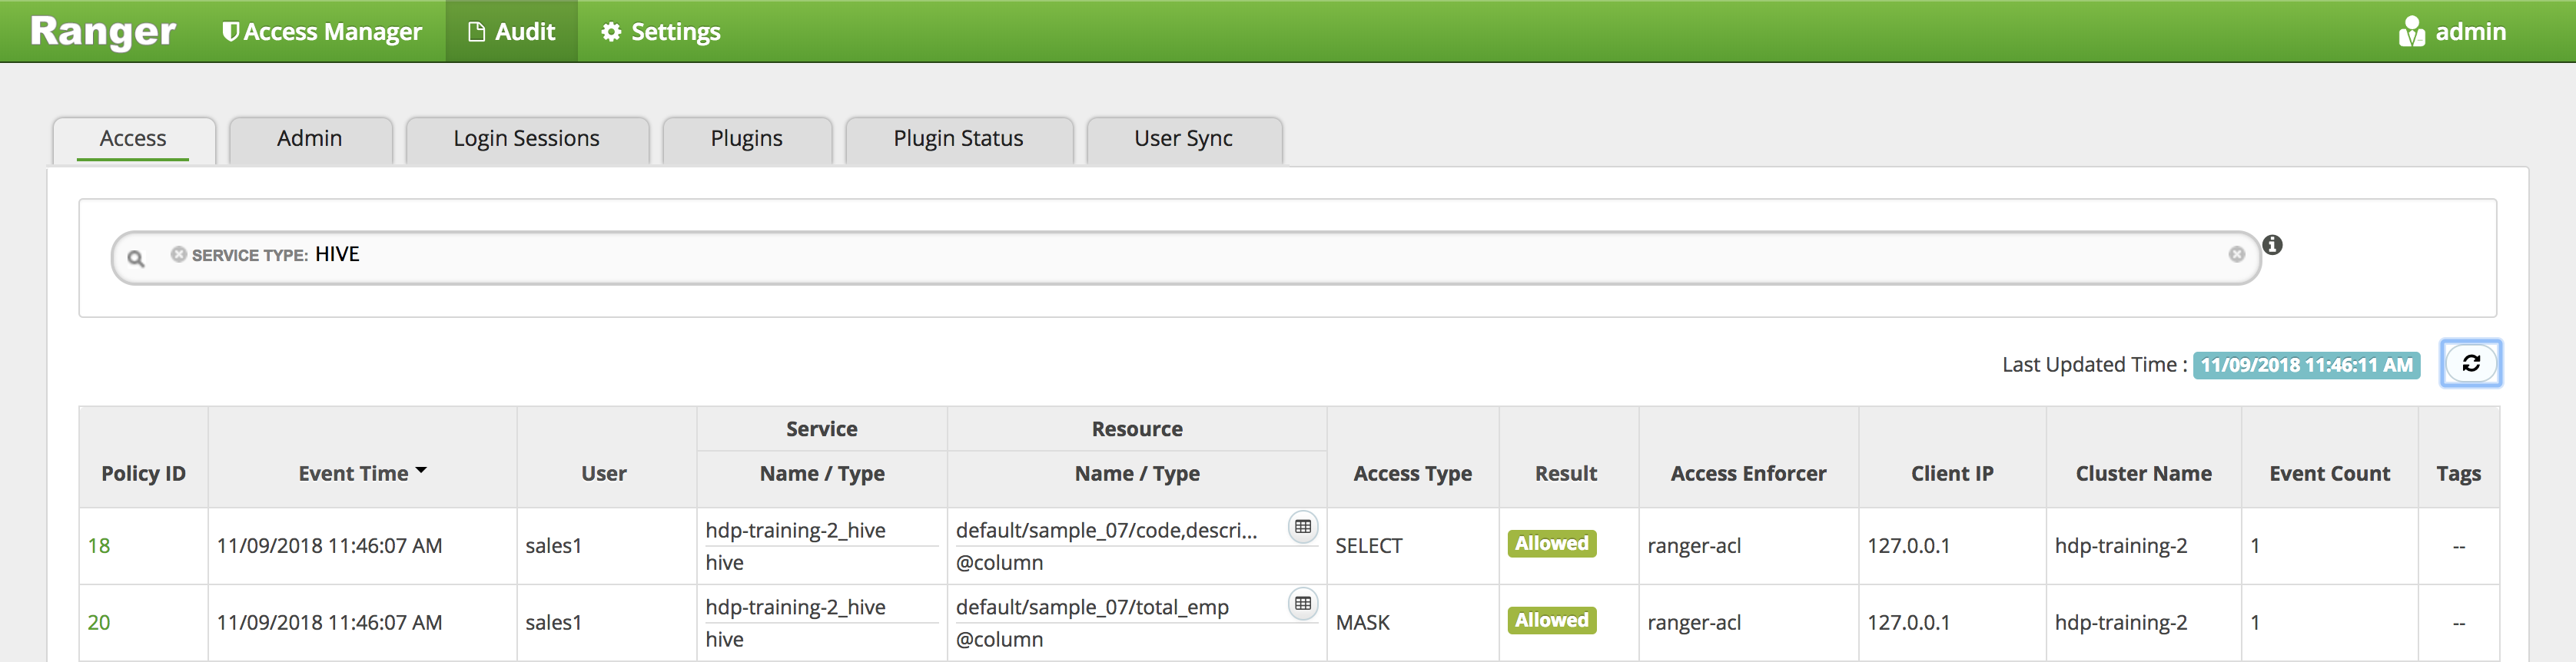 Ranger Access Manager Audit Settings admin
Access Admin Login Sessions Plugins Plugin Status User Sync
SERVICE TYPE: HIVE
Last Updated Time : 11/09/2018 11:46:11 AM
Service Resource
Policy ID Event Time User Name / Type Name / Type Access Type Result Access Enforcer Client IP Cluster Name Event Count Tags
18 11/09/2018 11:46:07 AM sales1 hdp-training-2_hive default/sample_07/code,descri... SELECT Allowed ranger-acl 127.0.0.1 hdp-training-2 1 --
hive @column
20 11/09/2018 11:46:07 AM sales1 hdp-training-2_hive default/sample_07/total_emp MASK Allowed ranger-acl 127.0.0.1 hdp-training-2 1 --
hive @column